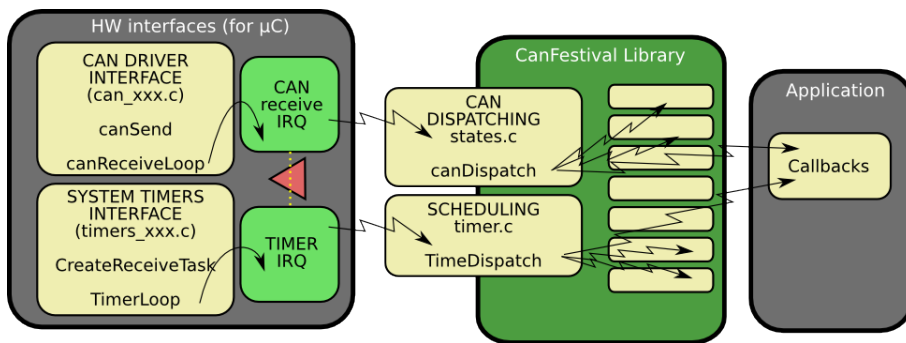 HW interfaces (for µC)
CAN DRIVER
INTERFACE
(can_xxx.c)
canSend
canReceiveLoop
CAN
receive
IRQ
SYSTEM TIMERS
INTERFACE
(timers_xxx.c)
CreateReceiveTask
TimerLoop
TIMER
IRQ
CanFestival Library
CAN
DISPATCHING
states.c
canDispatch
SCHEDULING
timer.c
TimeDispatch
Application
Callbacks